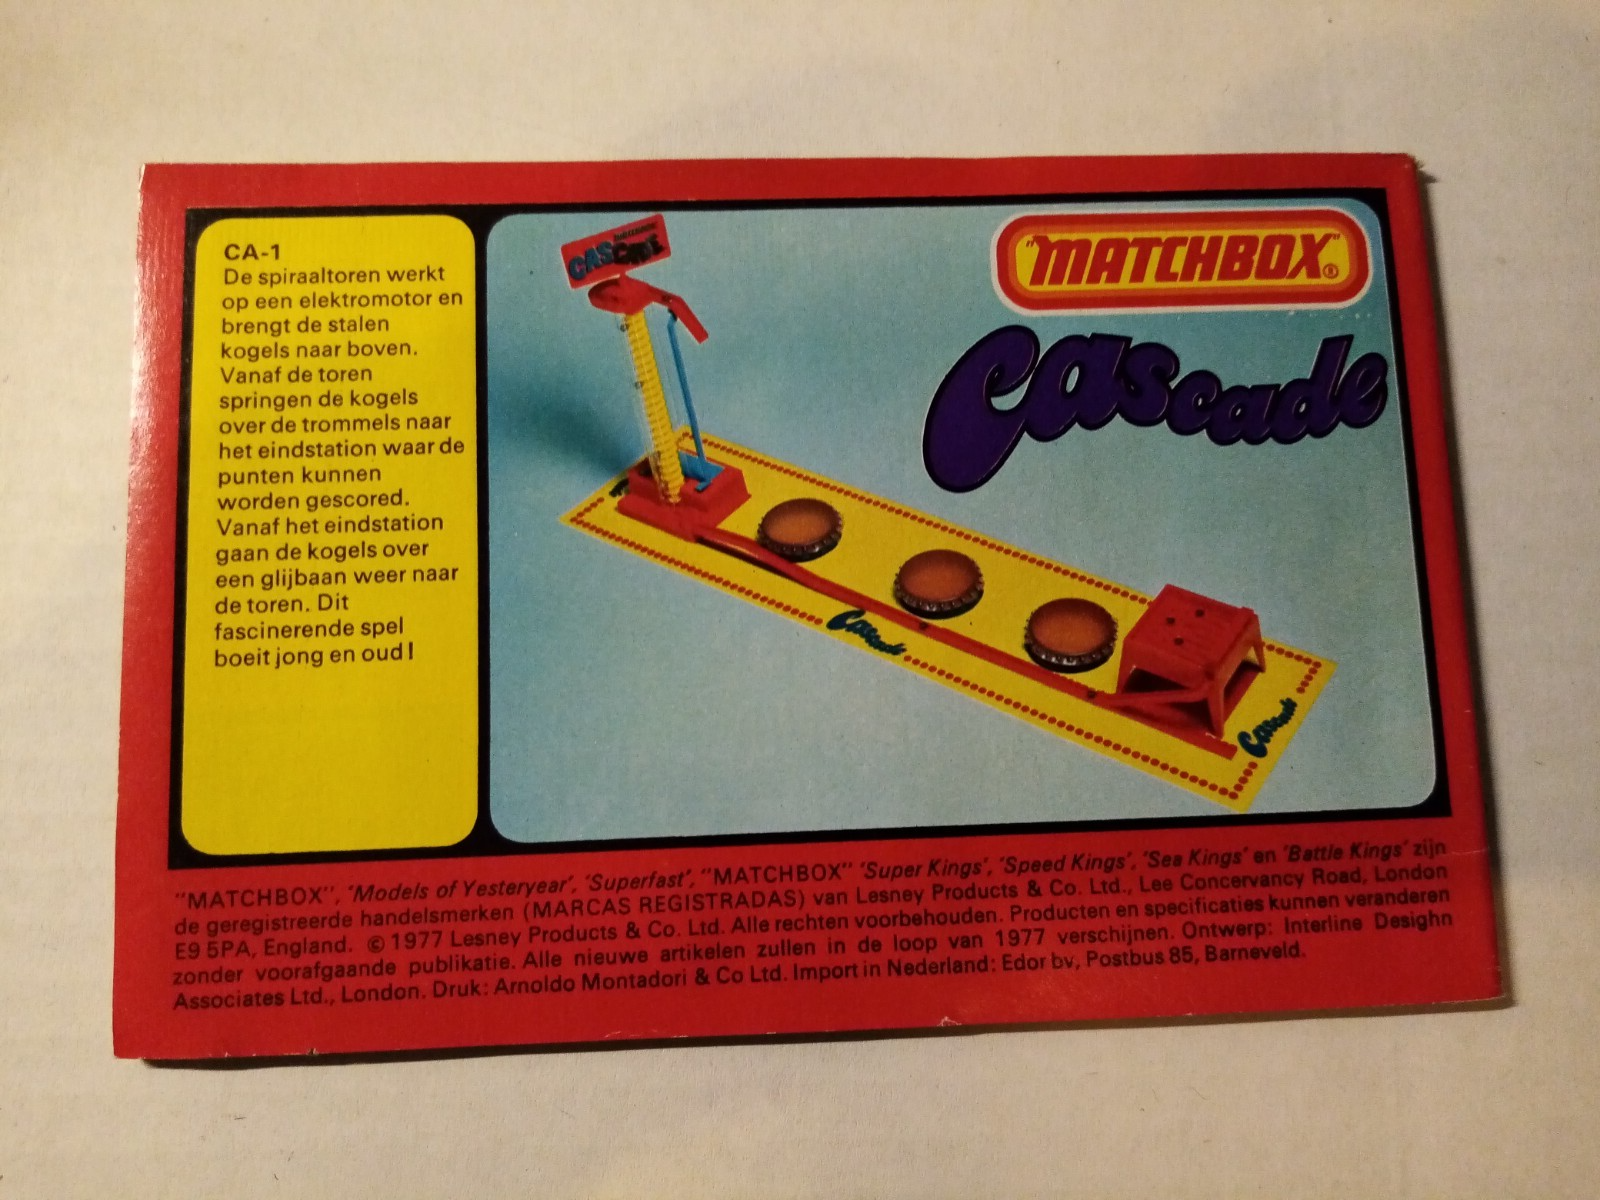 CA-1
De spiraaltoren werkt
op een elektromotor en
brengt de stalen
kogels naar boven.
Vanaf de toren
springen de kogels
over de trommels naar
het eindstation waar de
punten kunnen
worden gescored.
Vanaf het eindstation
gaan de kogels over
een glijbaan weer naar
de toren. Dit
fascinerende spel
boeit jong en oud!
"MATCHBOX"®
Cascade
CASCADE
Cascade
Cascade
"MATCHBOX", 'Models of Yesteryear', 'Superfast', "MATCHBOX" 'Super Kings', 'Speed Kings', 'Sea Kings' en 'Battle Kings' zijn
de geregistreerde handelsmerken (MARCAS REGISTRADAS) van Lesney Products & Co. Ltd., Lee Concervancy Road, London
E9 5PA, England. © 1977 Lesney Products & Co. Ltd. Alle rechten voorbehouden. Producten en specificaties kunnen veranderen
zonder voorafgaande publikatie. Alle nieuwe artikelen zullen in de loop van 1977 verschijnen. Ontwerp: Interline Desighn
Associates Ltd., London. Druk: Arnoldo Montadori & Co Ltd. Import in Nederland: Edor bv, Postbus 85, Barneveld.